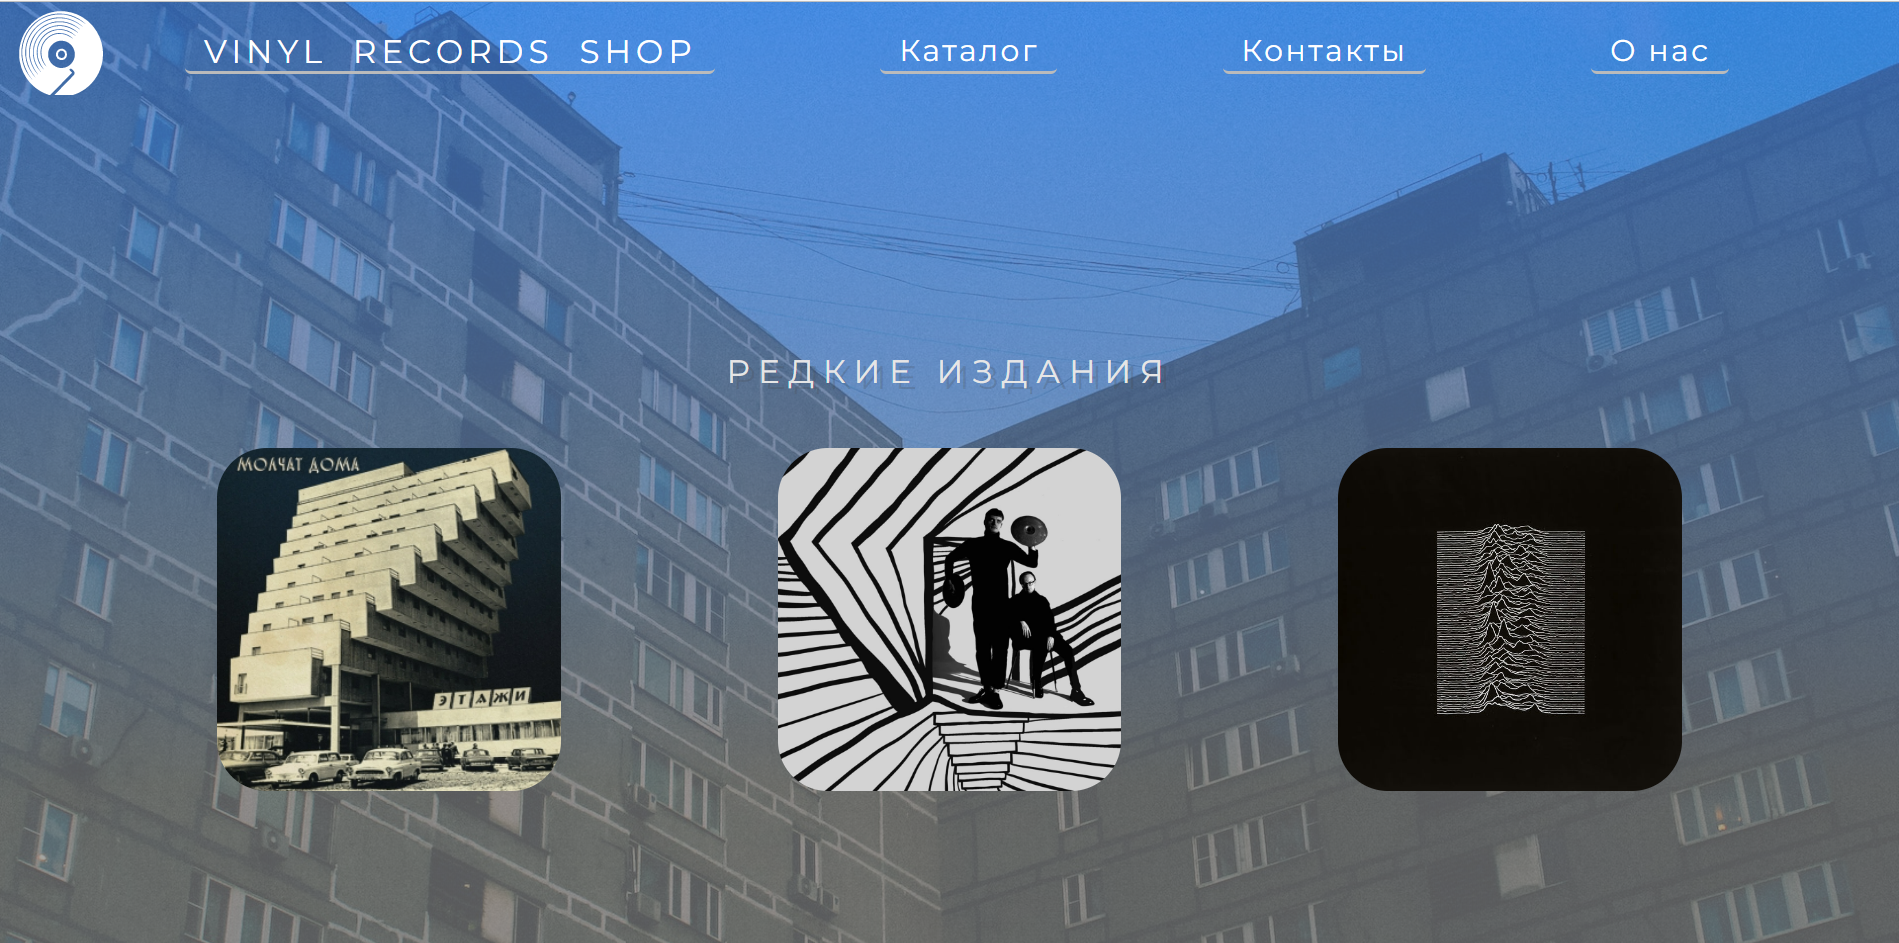 VINYL RECORDS SHOP
Каталог
Контакты
О нас
РЕДКИЕ ИЗДАНИЯ
МОЛЧАТ ДОМА
ЭТАЖИ